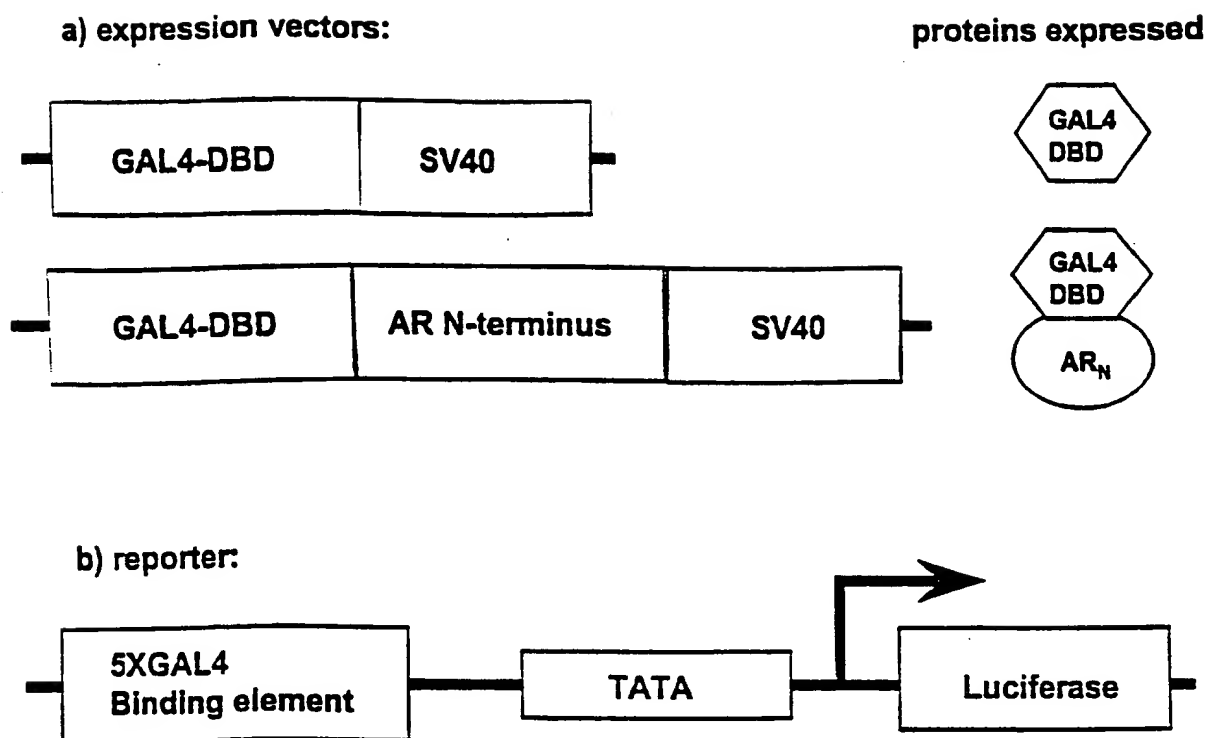 a) expression vectors:
proteins expressed
GAL4-DBD
SV40
GAL4
DBD
GAL4-DBD
AR N-terminus
SV40
GAL4
DBD
ARN
b) reporter:
5XGAL4
Binding element
TATA
Luciferase